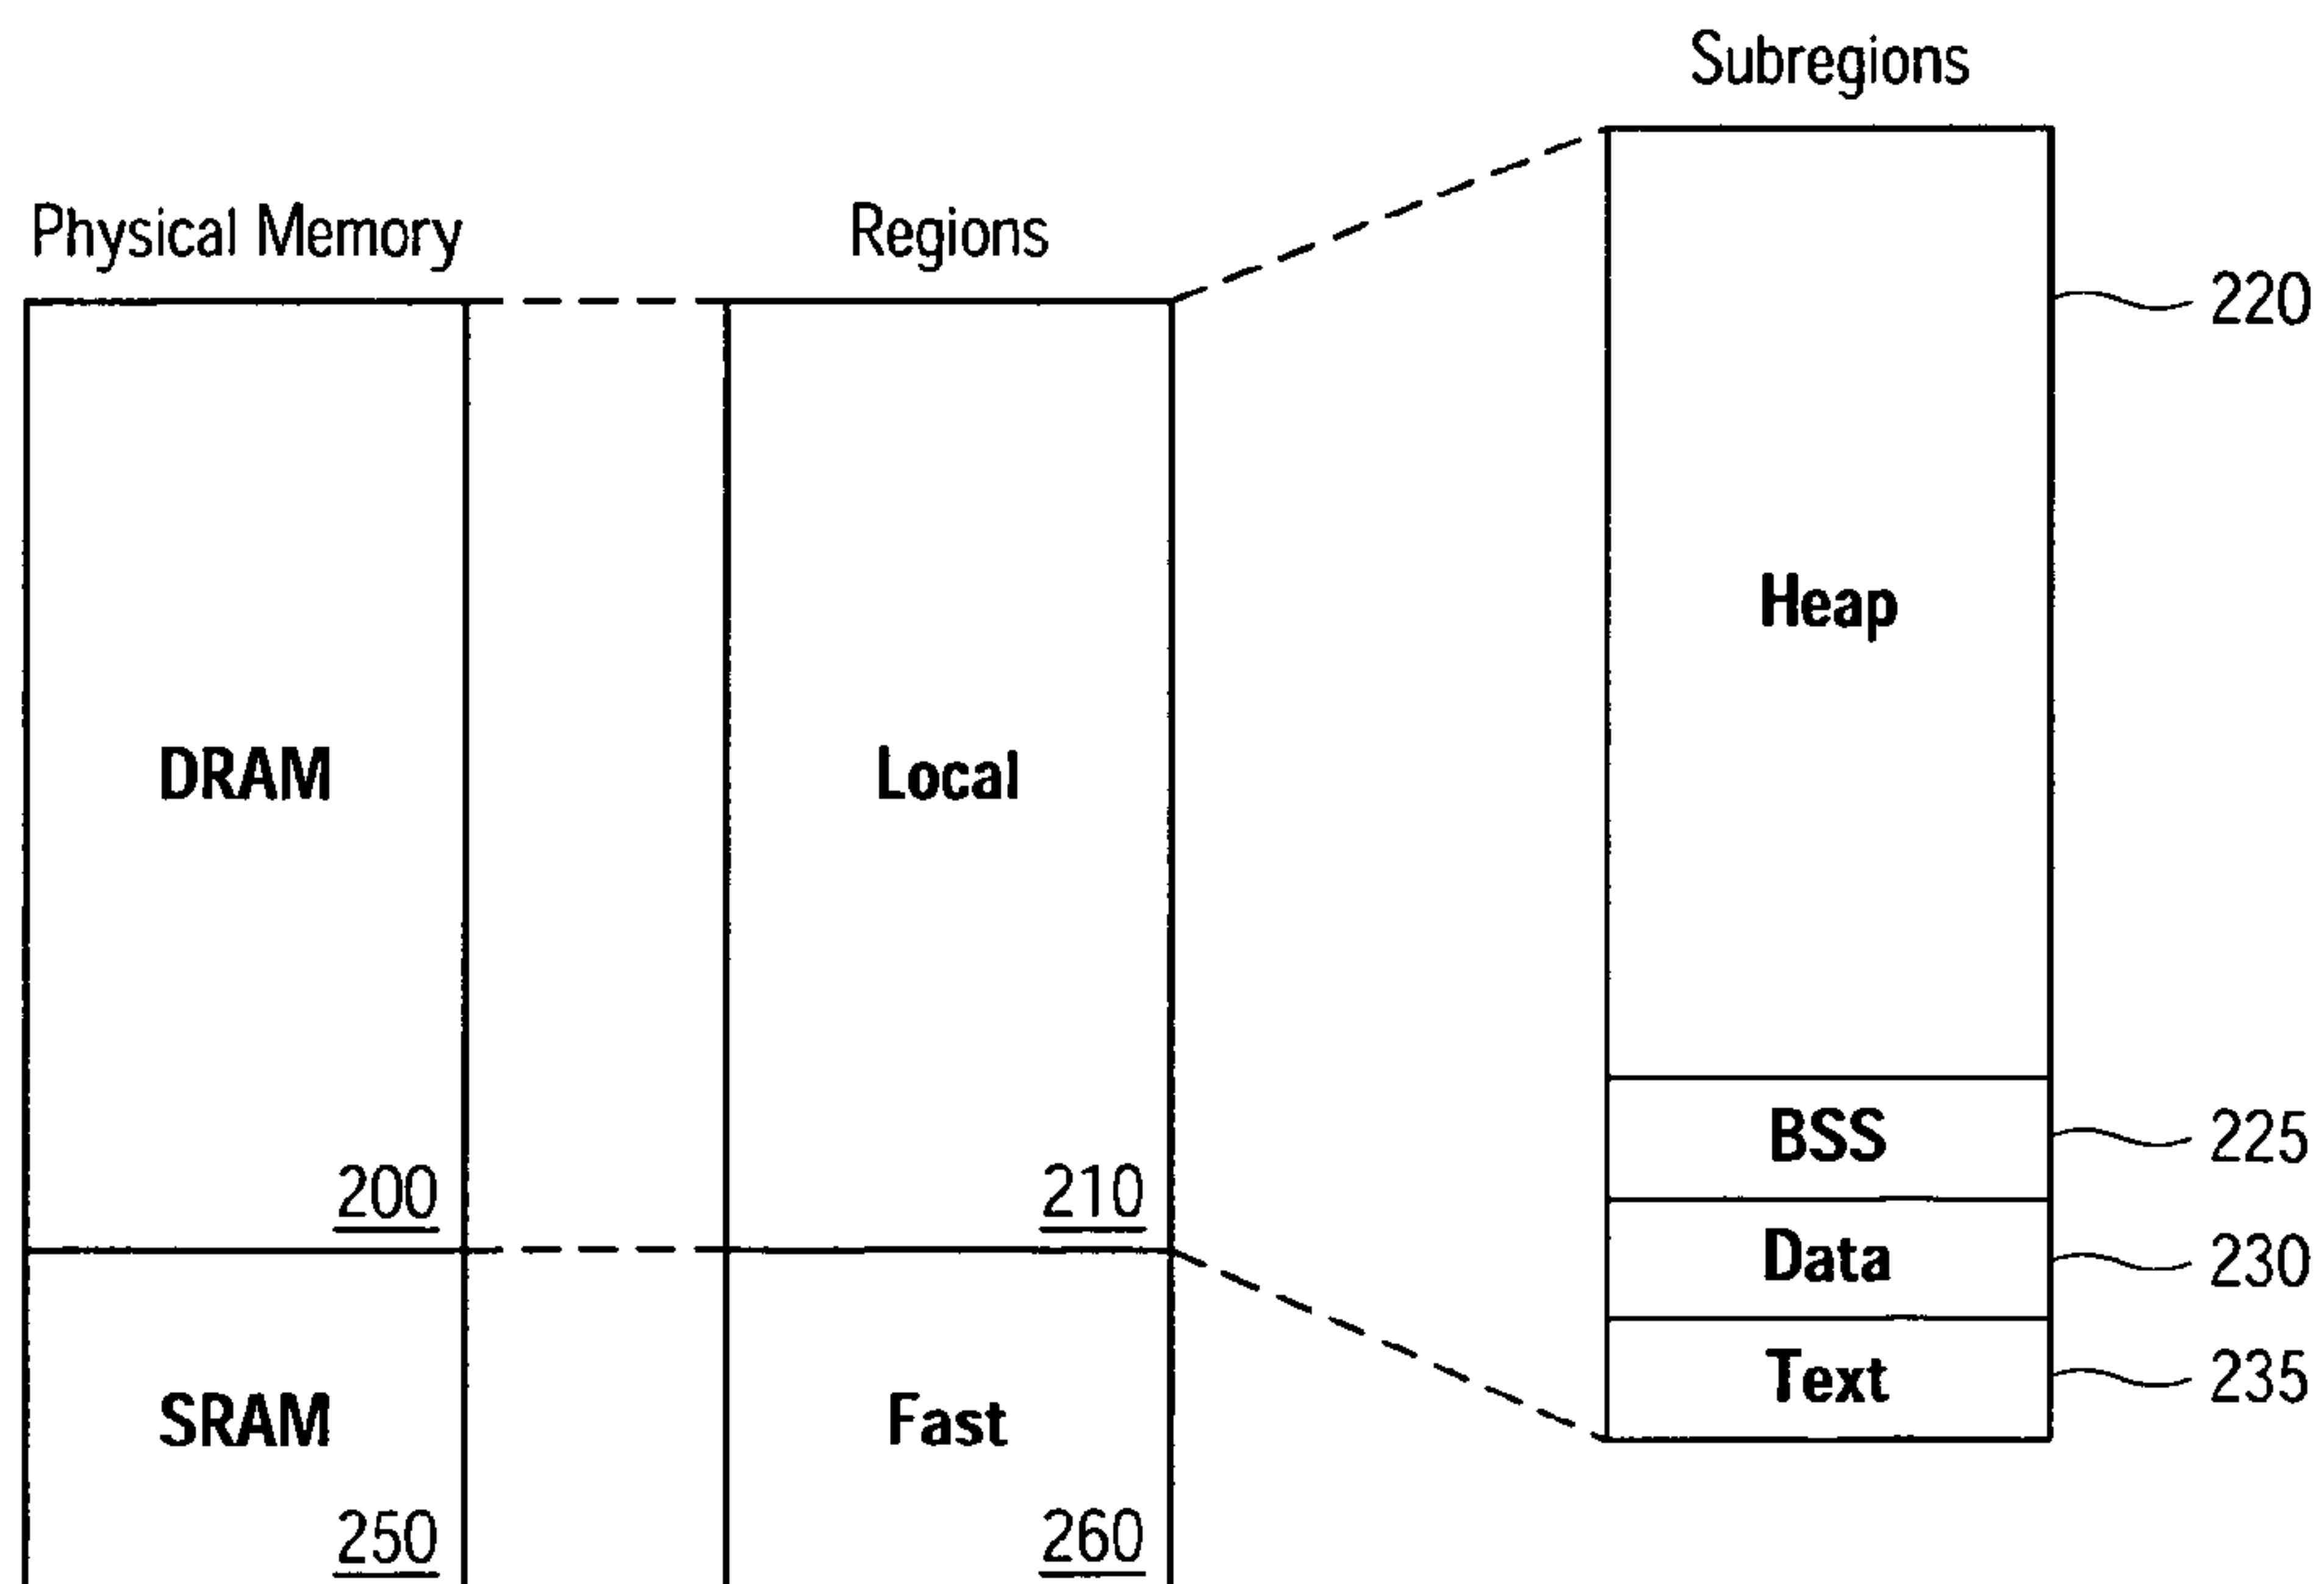 Subregions
Physical Memory
Regions
220
Heap
DRAM
Local
BSS
225
200
210
Data
230
Text
235
SRAM
Fast
250
260